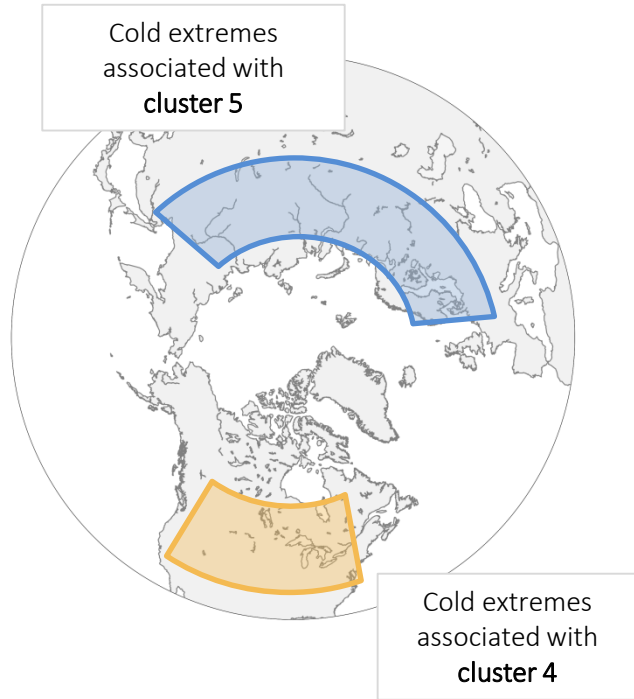 Cold extremes
associated with
cluster 5
Cold extremes
associated with
cluster 4